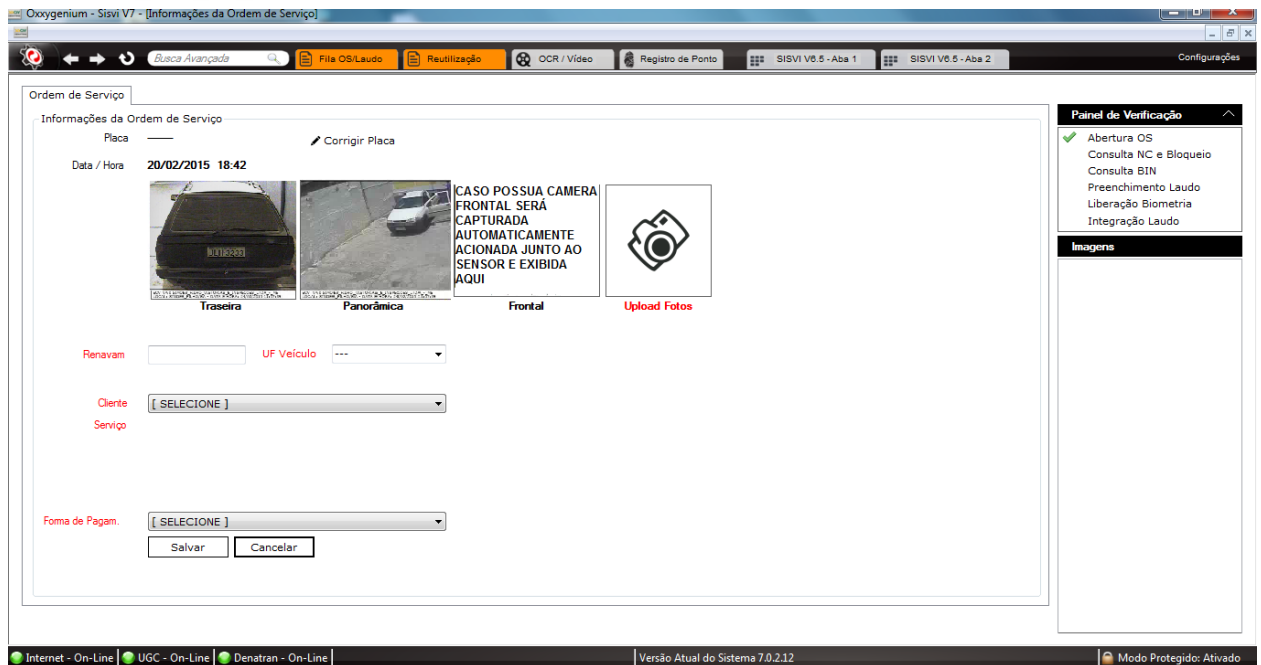 Oxxygenium - Sisvi V7 - [Informações da Ordem de Serviço]
Busca Avançada
Fila OS/Laudo
Reutilização
OCR / Vídeo
Registro de Ponto
SISVI V6.5 - Aba 1
SISVI V6.5 - Aba 2
Configurações
Ordem de Serviço
Informações da Ordem de Serviço
Placa
Corrigir Placa
Data / Hora 20/02/2015 18:42
CASO POSSUA CAMERA
FRONTAL SERÁ
CAPTURADA
AUTOMATICAMENTE
ACIONADA JUNTO AO
SENSOR E EXIBIDA
AQUI
Traseira
Panorâmica
Frontal
Upload Fotos
Renavam
UF Veículo ---
Cliente [ SELECIONE ]
Serviço
Forma de Pagam. [ SELECIONE ]
Salvar
Cancelar
Painel de Verificação
Abertura OS
Consulta NC e Bloqueio
Consulta BIN
Preenchimento Laudo
Liberação Biometria
Integração Laudo
Imagens
Internet - On-Line
UGC - On-Line
Denatran - On-Line
Versão Atual do Sistema 7.0.2.12
Modo Protegido: Ativado